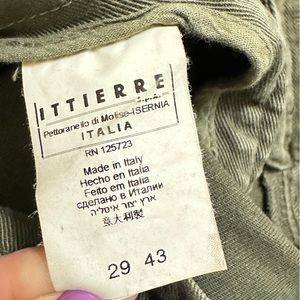 ITTIERRE
S.p.A.
Pettoranello di Molise-ISERNIA
ITALIA
RN 125723
Made in Italy
Hecho en Italia
Feito em Italia
сделано в Италии
ארץ יצור איטליה
意大利製
29 43